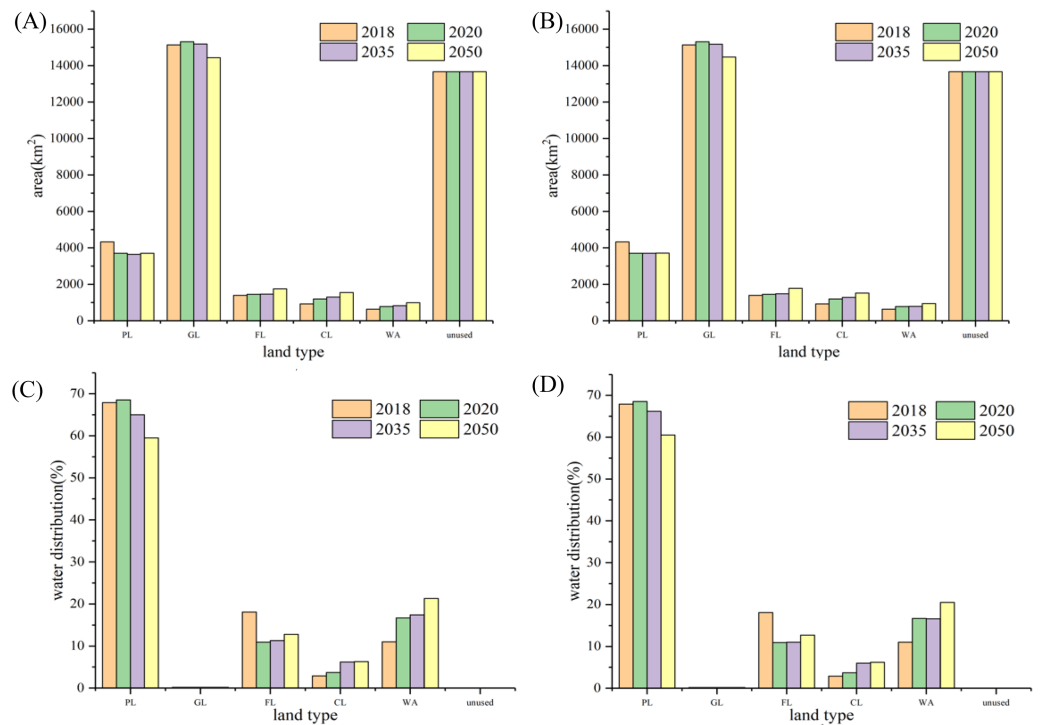 (A)
16000
14000
12000
10000
8000
6000
4000
2000
0
area(km²)
2018 2020
2035 2050
PL GL FL CL WA unused
land type
(B)
16000
14000
12000
10000
8000
6000
4000
2000
0
area(km²)
2018 2020
2035 2050
PL GL FL CL WA unused
land type
(C)
70
60
50
40
30
20
10
0
water distribution(%)
2018 2020
2035 2050
PL GL FL CL WA unused
land type
(D)
70
60
50
40
30
20
10
0
water distribution(%)
2018 2020
2035 2050
PL GL FL CL WA unused
land type